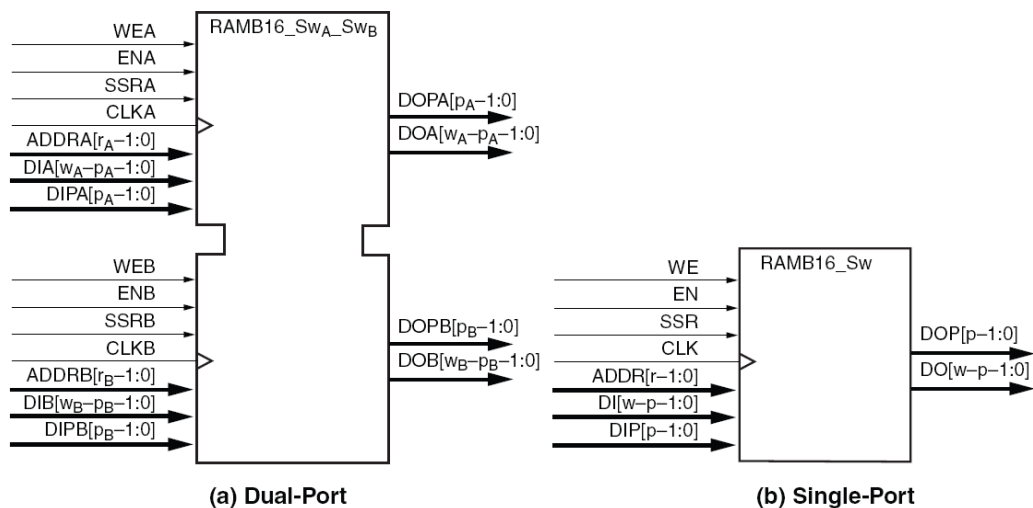 RAMB16_SwA_SwB
WEA
ENA
SSRA
CLKA
ADDRA[rA–1:0]
DIA[wA–pA–1:0]
DIPA[pA–1:0]
DOPA[pA–1:0]
DOA[wA–pA–1:0]
WEB
ENB
SSRB
CLKB
ADDRB[rB–1:0]
DIB[wB–pB–1:0]
DIPB[pB–1:0]
DOPB[pB–1:0]
DOB[wB–pB–1:0]
(a) Dual-Port
RAMB16_Sw
WE
EN
SSR
CLK
ADDR[r–1:0]
DI[w–p–1:0]
DIP[p–1:0]
DOP[p–1:0]
DO[w–p–1:0]
(b) Single-Port